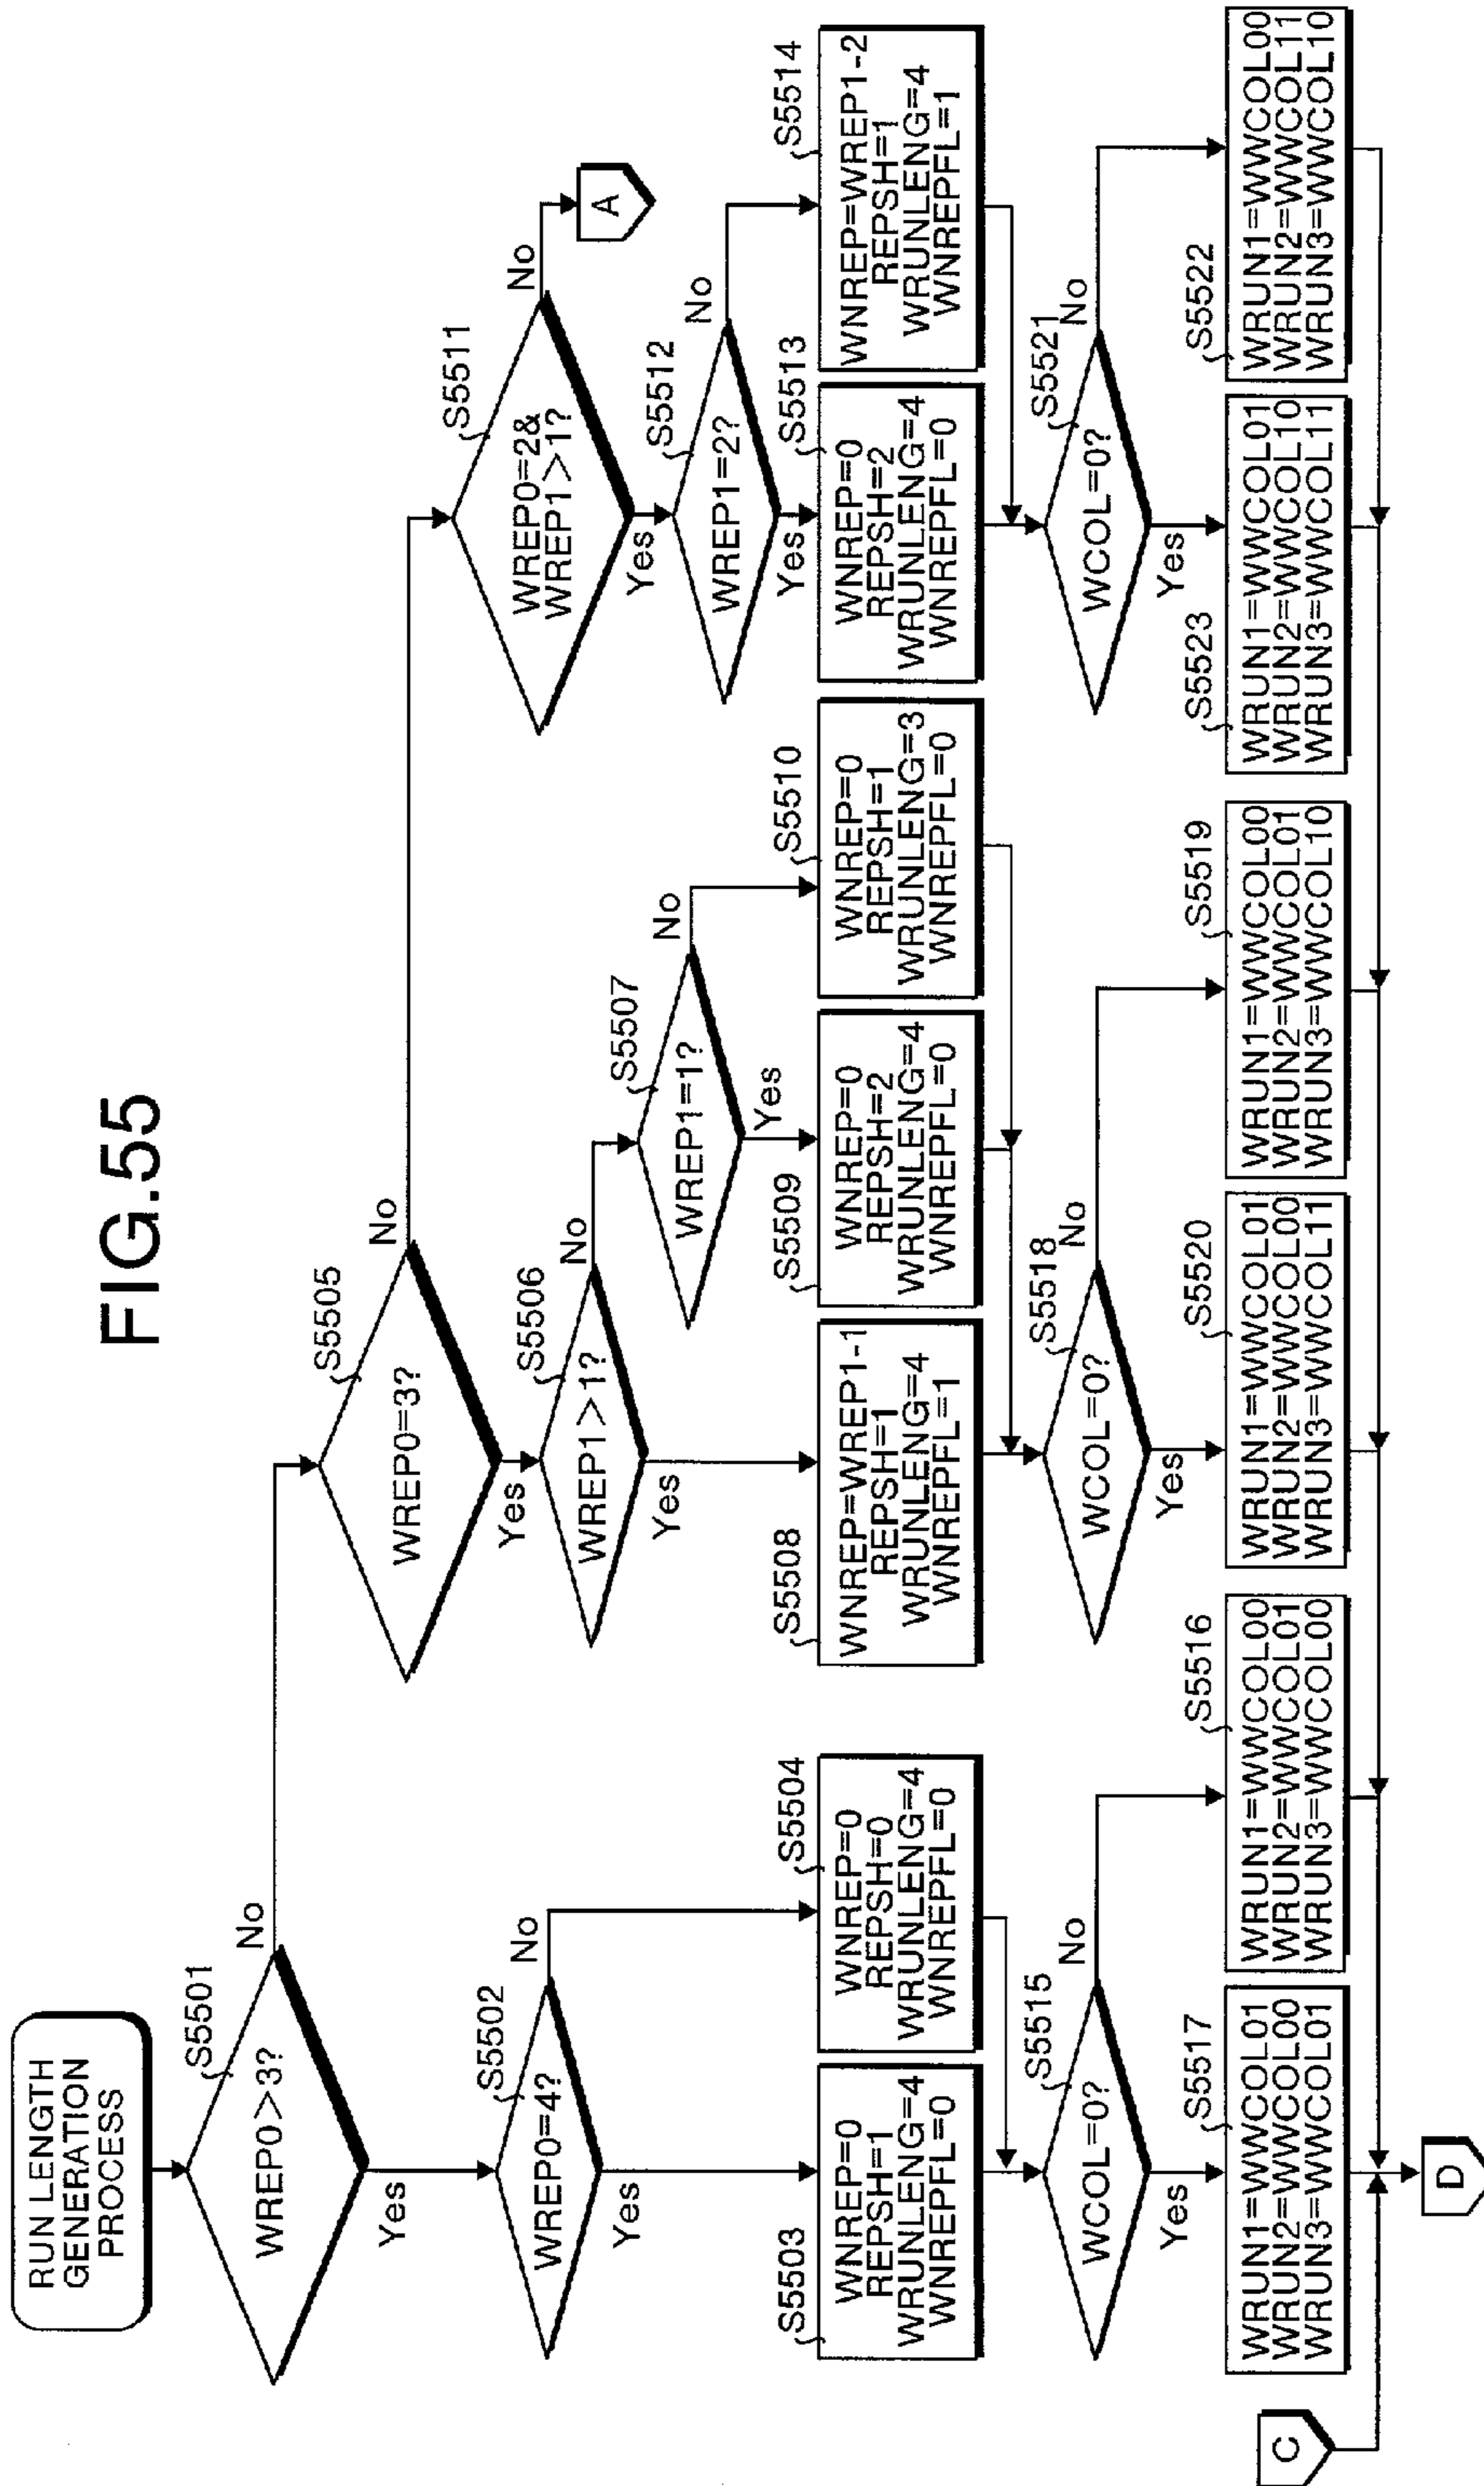 FIG.55
RUN LENGTH
GENERATION
PROCESS
S5501
WREP0>3?
No
Yes
S5502
WREP0=4?
No
Yes
S5503
WNREP=0
REPSH=1
WRUNLENG=4
WNREPFL=0
S5504
WNREP=0
REPSH=0
WRUNLENG=4
WNREPFL=0
S5505
WREP0=3?
No
Yes
S5506
WREP1>1?
No
Yes
S5507
WREP1=1?
No
Yes
S5508
WNREP=WREP1-1
REPSH=1
WRUNLENG=4
WNREPFL=1
S5509
WNREP=0
REPSH=2
WRUNLENG=4
WNREPFL=0
S5510
WNREP=0
REPSH=1
WRUNLENG=3
WNREPFL=0
S5511
WREP0=2&
WREP1>1?
No
A
Yes
S5512
WREP1=2?
No
Yes
S5513
WNREP=0
REPSH=2
WRUNLENG=4
WNREPFL=0
S5514
WNREP=WREP1-2
REPSH=1
WRUNLENG=4
WNREPFL=1
S5515
WCOL=0?
No
Yes
S5517
WRUN1=WWCOL01
WRUN2=WWCOL00
WRUN3=WWCOL01
S5516
WRUN1=WWCOL00
WRUN2=WWCOL01
WRUN3=WWCOL00
S5518
WCOL=0?
No
Yes
S5520
WRUN1=WWCOL01
WRUN2=WWCOL00
WRUN3=WWCOL11
S5519
WRUN1=WWCOL00
WRUN2=WWCOL01
WRUN3=WWCOL10
S5521
WCOL=0?
No
Yes
S5523
WRUN1=WWCOL01
WRUN2=WWCOL10
WRUN3=WWCOL11
S5522
WRUN1=WWCOL00
WRUN2=WWCOL11
WRUN3=WWCOL10
C
D